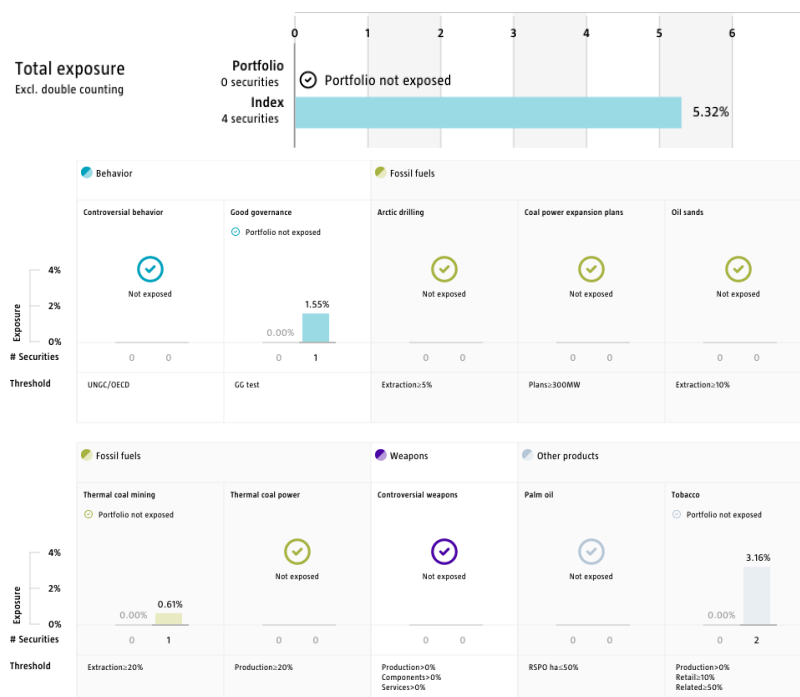 0 1 2 3 4 5 6
Total exposure
Excl. double counting
Portfolio
0 securities
Portfolio not exposed
Index
4 securities
5.32%
Behavior
Fossil fuels
Controversial behavior
Good governance
Arctic drilling
Coal power expansion plans
Oil sands
Portfolio not exposed
Not exposed
Not exposed
Not exposed
Not exposed
Exposure
4%
2%
0%
0.00%
1.55%
# Securities
0 0 0 1 0 0 0 0 0 0
Threshold
UNGC/OECD
GG test
Extraction≥5%
Plans≥300MW
Extraction≥10%
Fossil fuels
Weapons
Other products
Thermal coal mining
Thermal coal power
Controversial weapons
Palm oil
Tobacco
Portfolio not exposed
Portfolio not exposed
Not exposed
Not exposed
Not exposed
Exposure
4%
2%
0%
0.00%
0.61%
0.00%
3.16%
# Securities
0 1 0 0 0 0 0 0 0 2
Threshold
Extraction≥20%
Production≥20%
Production>0%
Components>0%
Services>0%
RSPO ha≤50%
Production>0%
Retail≥10%
Related≥50%